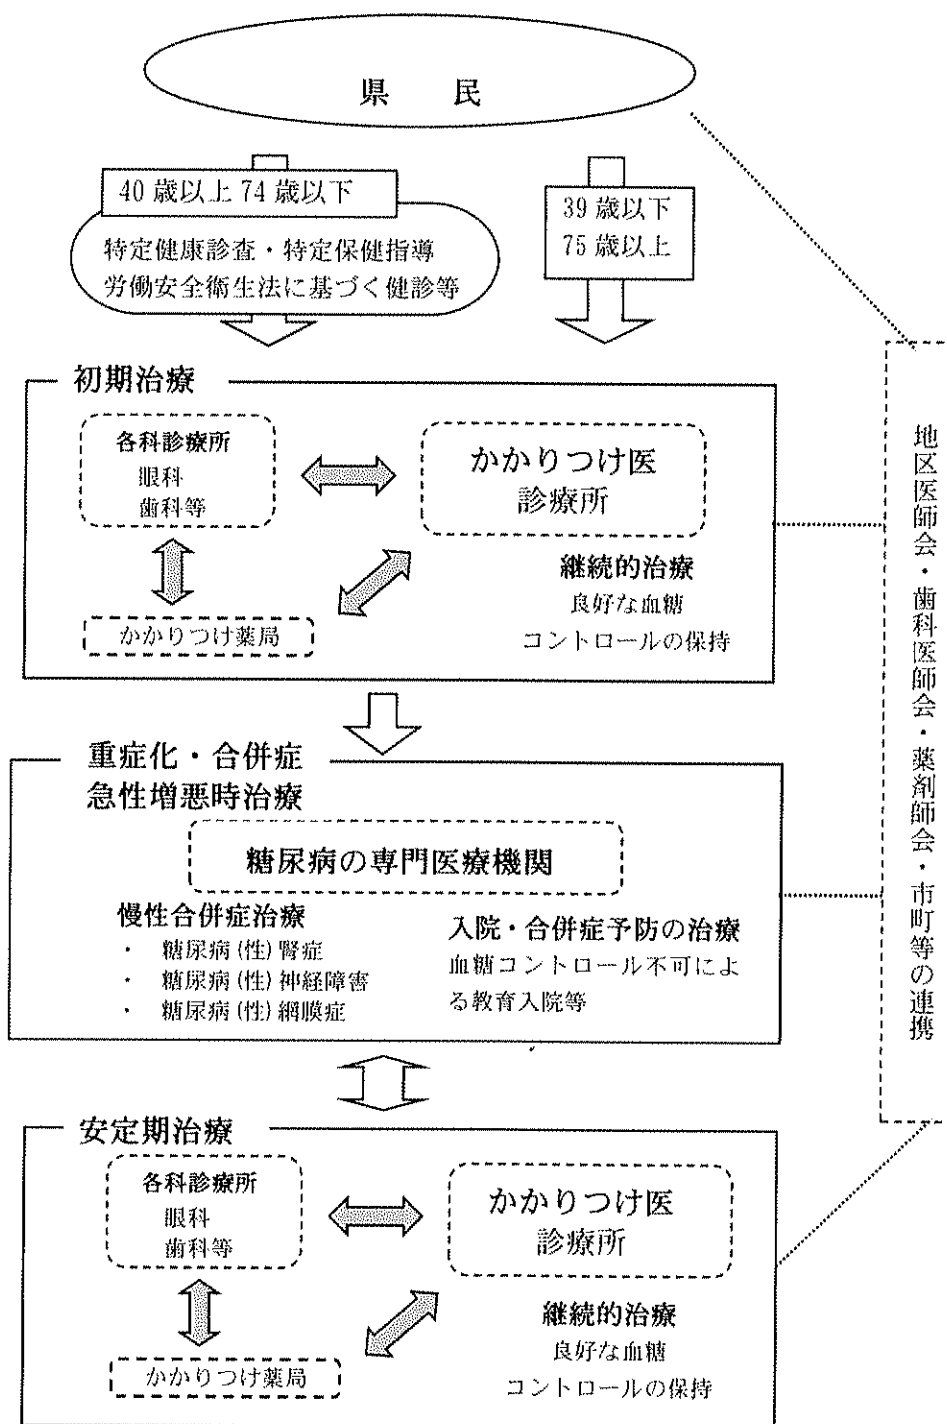 県　　民
40 歳以上 74 歳以下
特定健康診査・特定保健指導
労働安全衛生法に基づく健診等
39 歳以下
75 歳以上
初期治療
各科診療所
眼科
歯科等
かかりつけ医
診療所
継続的治療
良好な血糖
コントロールの保持
かかりつけ薬局
重症化・合併症
急性増悪時治療
糖尿病の専門医療機関
慢性合併症治療
・　糖尿病(性)腎症
・　糖尿病(性)神経障害
・　糖尿病(性)網膜症
入院・合併症予防の治療
血糖コントロール不可によ
る教育入院等
安定期治療
各科診療所
眼科
歯科等
かかりつけ医
診療所
継続的治療
良好な血糖
コントロールの保持
かかりつけ薬局
地区医師会・歯科医師会・薬剤師会・市町等の連携